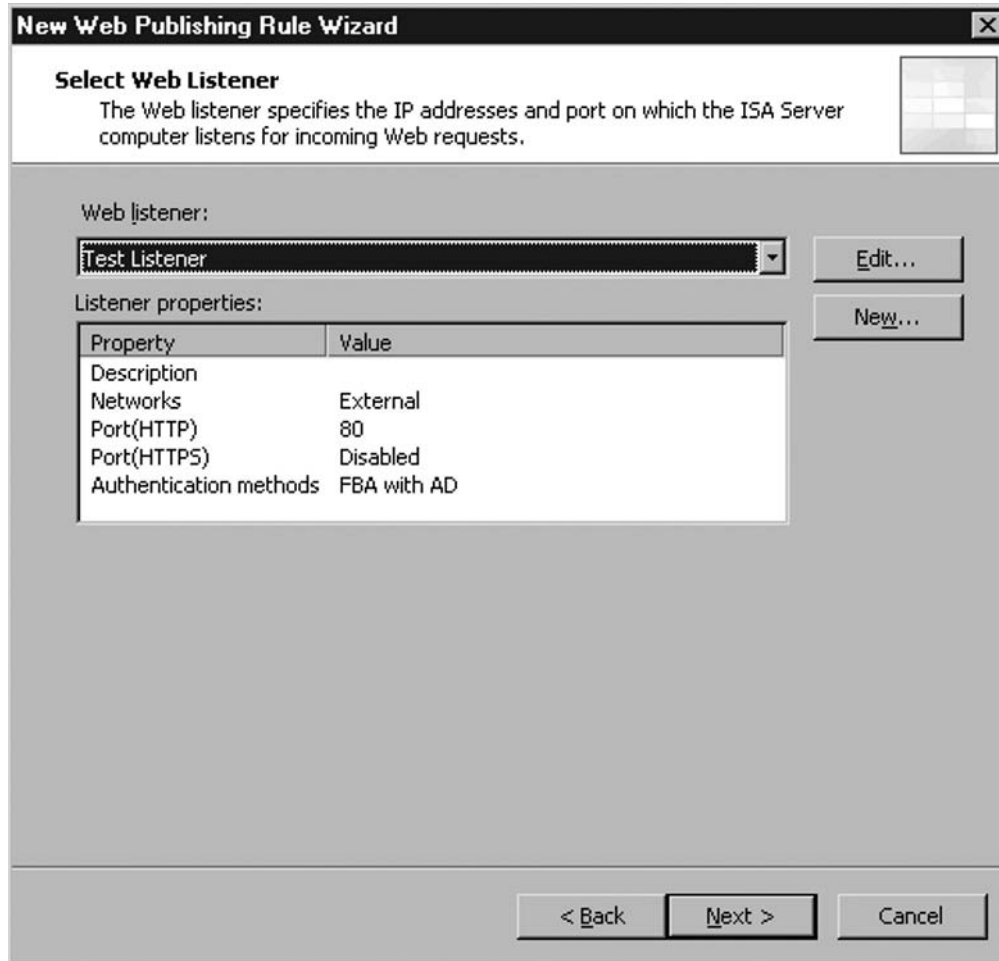 New Web Publishing Rule Wizard
Select Web Listener
The Web listener specifies the IP addresses and port on which the ISA Server
computer listens for incoming Web requests.
Web listener:
Test Listener
Edit...
Listener properties:
New...
Property Value
Description
Networks External
Port(HTTP) 80
Port(HTTPS) Disabled
Authentication methods FBA with AD
< Back Next > Cancel